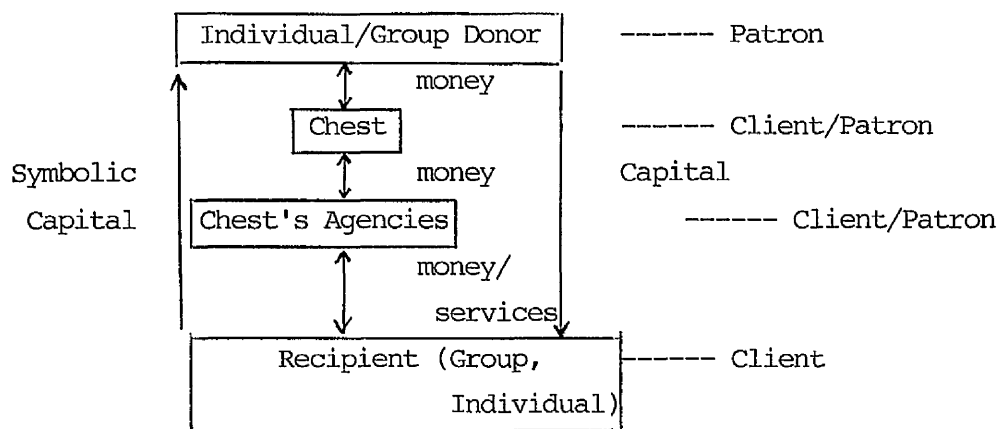 Individual/Group Donor ------ Patron
money
Chest ------ Client/Patron
Symbolic money Capital
Capital Chest's Agencies ------ Client/Patron
money/
services
Recipient (Group, ------ Client
Individual)